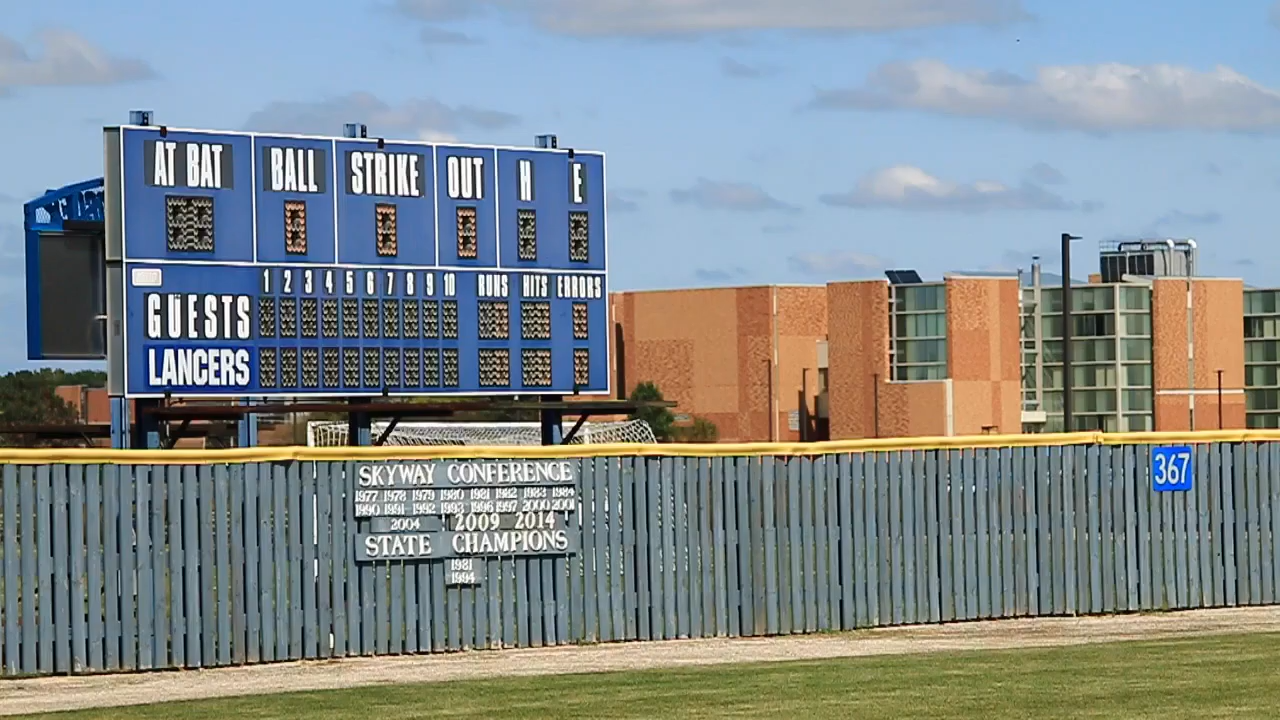 AT BAT BALL STRIKE OUT H E
1 2 3 4 5 6 7 8 9 10 RUNS HITS ERRORS
GUESTS
LANCERS
SKYWAY CONFERENCE
1977 1978 1979 1980 1981 1982 1983 1984
1990 1991 1992 1993 1996 1997 2000 2001
2004 2009 2014
STATE CHAMPIONS
1981
1994
367